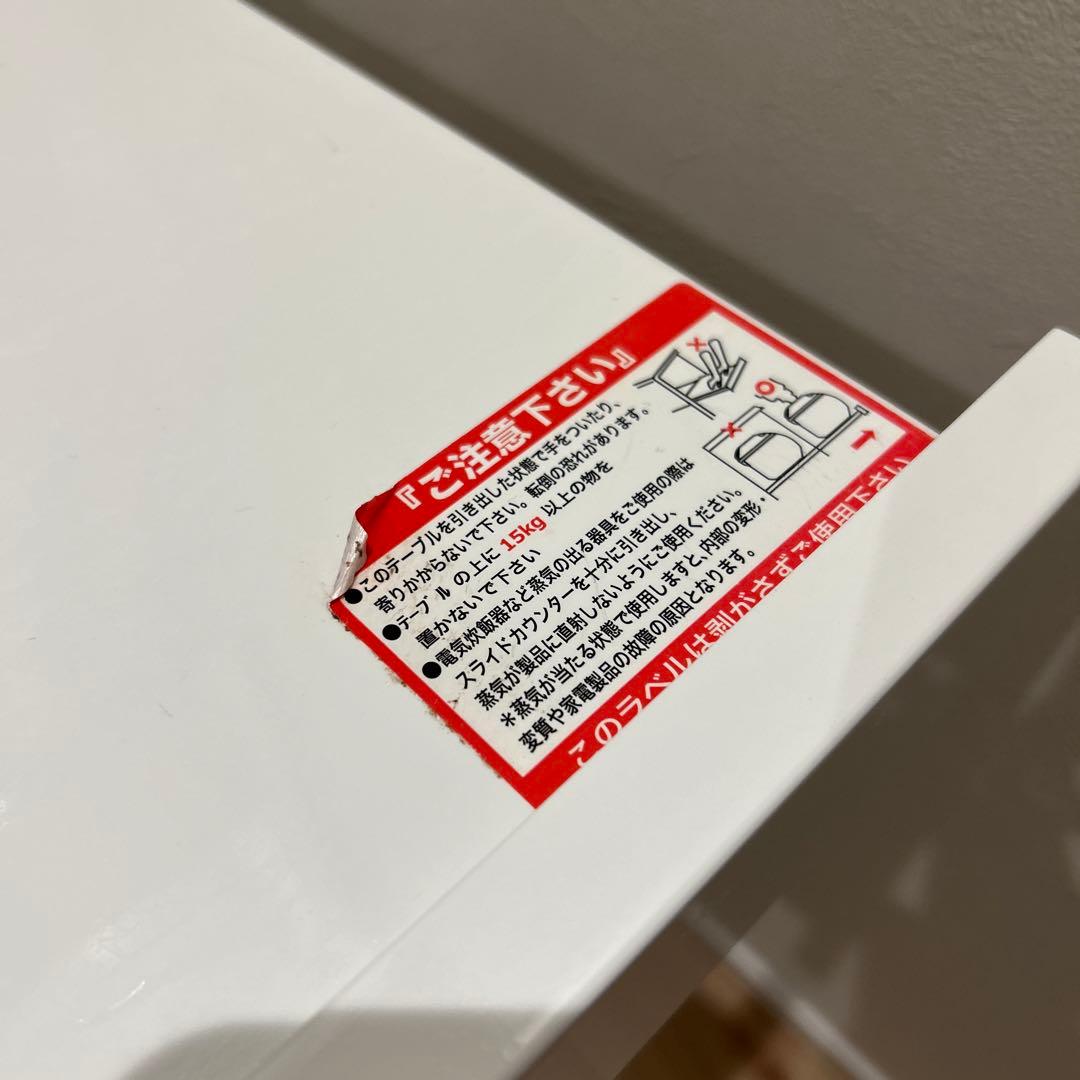 『ご注意下さい』
●このテーブルを引き出した状態で手をついたり、
寄りかからないで下さい。転倒の恐れがあります。
●テーブル の上に 15kg 以上の物を
置かないで下さい
●電気炊飯器など蒸気の出る器具をご使用の際は
スライドカウンターを十分に引き出し、
蒸気が製品に直射しないようにご使用ください。
＊蒸気が当たる状態で使用しますと、内部の変形・
変質や家電製品の故障の原因となります。
このラベルは剥がさずご使用下さい